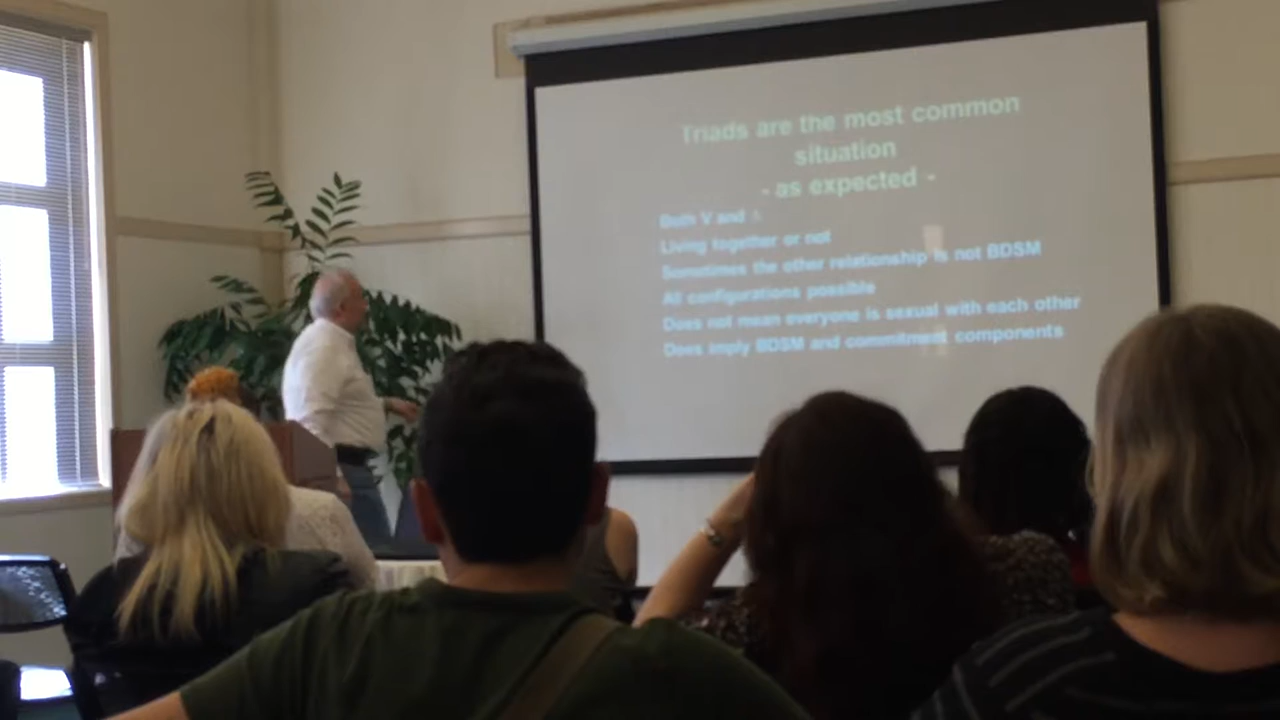 Triads are the most common
situation
- as expected -
Both V and
Living together or not
Sometimes the other relationship is not BDSM
All configurations possible
Does not mean everyone is sexual with each other
Does imply BDSM and commitment components